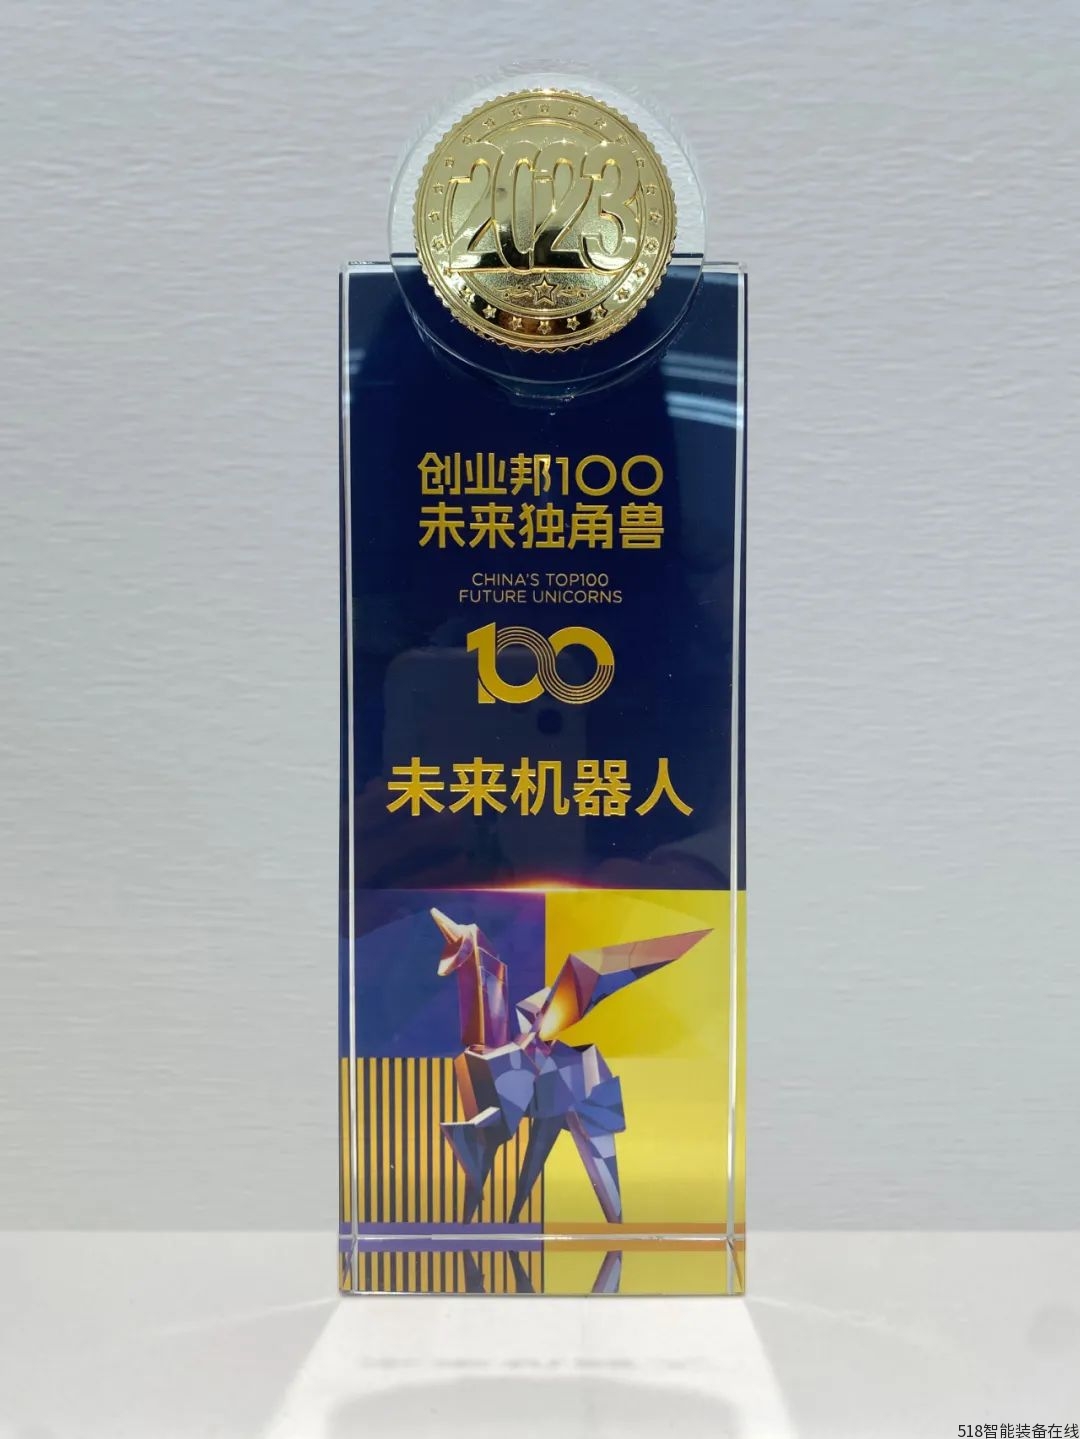 2023
创业邦100
未来独角兽
CHINA'S TOP100
FUTURE UNICORNS
100
未来机器人
518智能装备在线